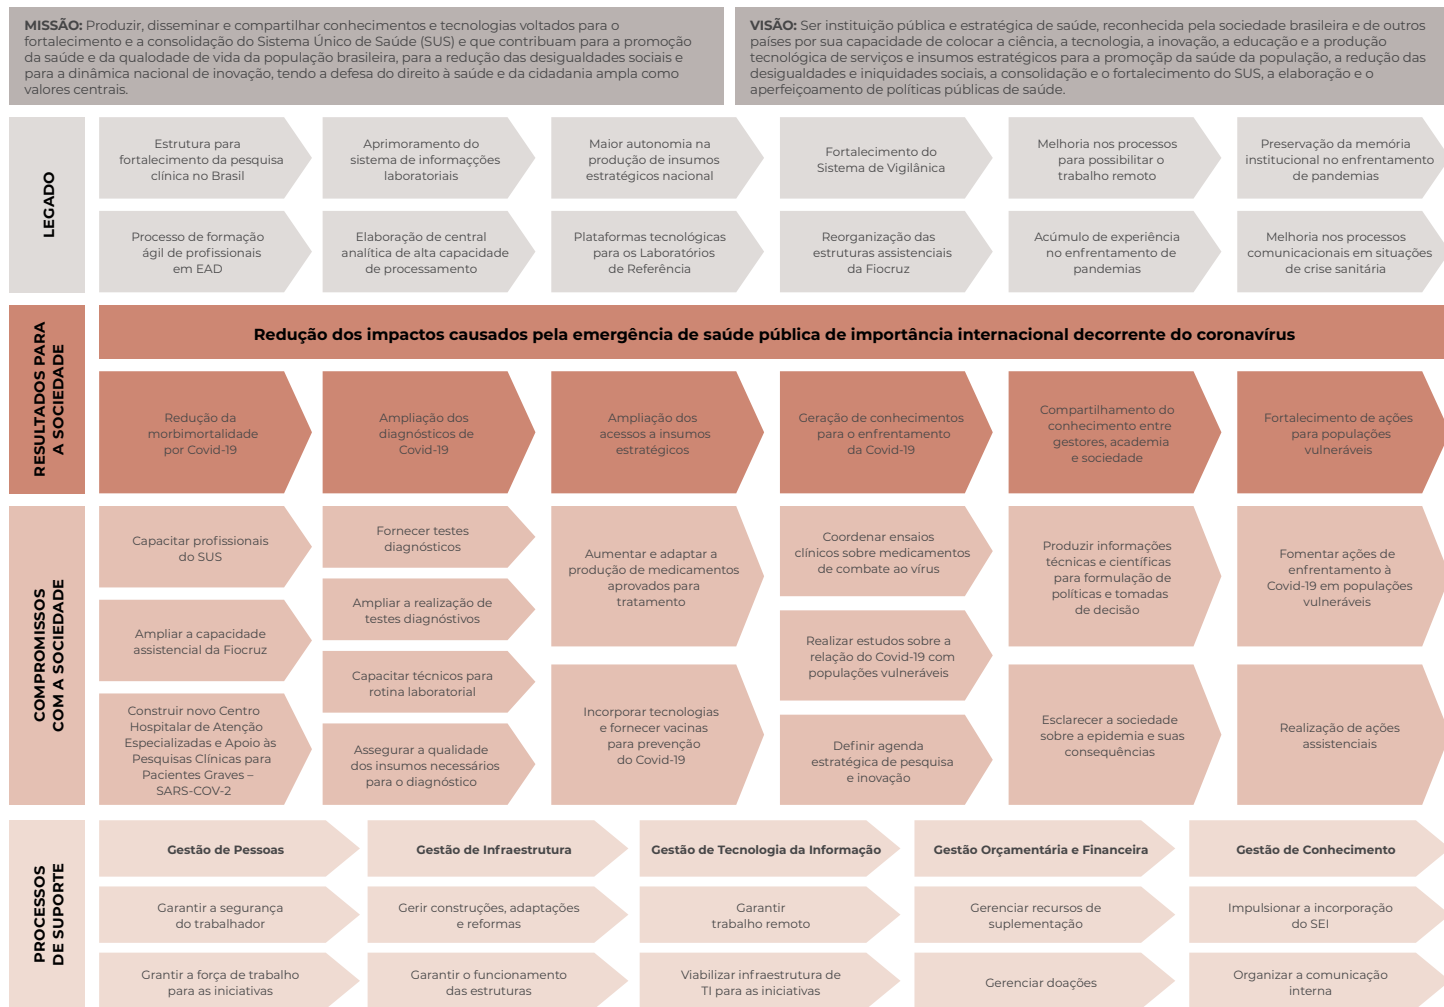 MISSÃO: Produzir, disseminar e compartilhar conhecimentos e tecnologias voltados para o
fortalecimento e a consolidação do Sistema Único de Saúde (SUS) e que contribuam para a promoção
da saúde e da qualodade de vida da população brasileira, para a redução das desigualdades sociais e
para a dinâmica nacional de inovação, tendo a defesa do direito à saúde e da cidadania ampla como
valores centrais.
VISÃO: Ser instituição pública e estratégica de saúde, reconhecida pela sociedade brasileira e de outros
países por sua capacidade de colocar a ciência, a tecnologia, a inovação, a educação e a produção
tecnológica de serviços e insumos estratégicos para a promoçãp da saúde da população, a redução das
desigualdades e iniquidades sociais, a consolidação e o fortalecimento do SUS, a elaboração e o
aperfeiçoamento de políticas públicas de saúde.
LEGADO
Estrutura para
fortalecimento da pesquisa
clínica no Brasil
Aprimoramento do
sistema de informacções
laboratoriais
Maior autonomia na
produção de insumos
estratégicos nacional
Fortalecimento do
Sistema de Vigilânica
Melhoria nos processos
para possibilitar o
trabalho remoto
Preservação da memória
institucional no enfrentamento
de pandemias
Processo de formação
ágil de profissionais
em EAD
Elaboração de central
analítica de alta capacidade
de processamento
Plataformas tecnológicas
para os Laboratórios
de Referência
Reorganização das
estruturas assistenciais
da Fiocruz
Acúmulo de experiência
no enfrentamento de
pandemias
Melhoria nos processos
comunicacionais em situações
de crise sanitária
RESULTADOS PARA
A SOCIEDADE
Redução dos impactos causados pela emergência de saúde pública de importância internacional decorrente do coronavírus
Redução da
morbimortalidade
por Covid-19
Ampliação dos
diagnósticos de
Covid-19
Ampliação dos
acessos a insumos
estratégicos
Geração de conhecimentos
para o enfrentamento
da Covid-19
Compartilhamento do
conhecimento entre
gestores, academia
e sociedade
Fortalecimento de ações
para populações
vulneráveis
COMPROMISSOS
COM A SOCIEDADE
Capacitar profissionais
do SUS
Ampliar a capacidade
assistencial da Fiocruz
Construir novo Centro
Hospitalar de Atenção
Especializadas e Apoio às
Pesquisas Clínicas para
Pacientes Graves –
SARS-COV-2
Fornecer testes
diagnósticos
Ampliar a realização de
testes diagnóstivos
Capacitar técnicos para
rotina laboratorial
Assegurar a qualidade
dos insumos necessários
para o diagnóstico
Aumentar e adaptar a
produção de medicamentos
aprovados para
tratamento
Incorporar tecnologias
e fornecer vacinas
para prevenção
do Covid-19
Coordenar ensaios
clínicos sobre medicamentos
de combate ao vírus
Realizar estudos sobre a
relação do Covid-19 com
populações vulneráveis
Definir agenda
estratégica de pesquisa
e inovação
Produzir informações
técnicas e científicas
para formulação de
políticas e tomadas
de decisão
Esclarecer a sociedade
sobre a epidemia e suas
consequências
Fomentar ações de
enfrentamento à
Covid-19 em populações
vulneráveis
Realização de ações
assistenciais
PROCESSOS
DE SUPORTE
Gestão de Pessoas
Gestão de Infraestrutura
Gestão de Tecnologia da Informação
Gestão Orçamentária e Financeira
Gestão de Conhecimento
Garantir a segurança
do trabalhador
Gerir construções, adaptações
e reformas
Garantir
trabalho remoto
Gerenciar recursos de
suplementação
Impulsionar a incorporação
do SEI
Grantir a força de trabalho
para as iniciativas
Garantir o funcionamento
das estruturas
Viabilizar infraestrutura de
TI para as iniciativas
Gerenciar doações
Organizar a comunicação
interna